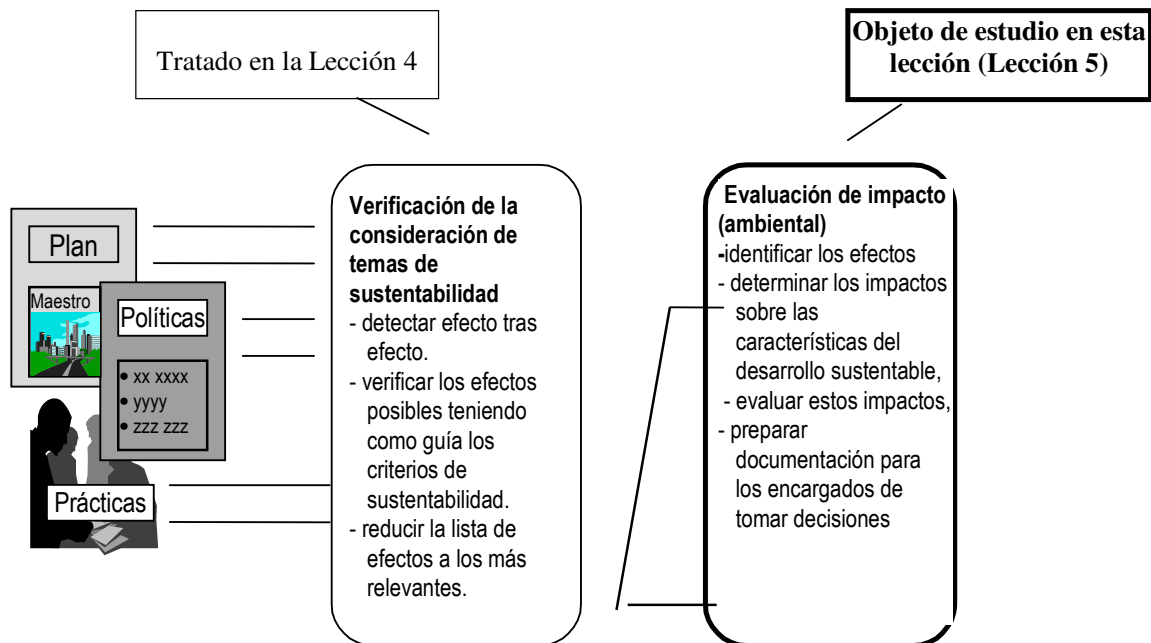 Tratado en la Lección 4
Objeto de estudio en esta
lección (Lección 5)
Plan
Maestro
Políticas
• xx xxxx
• yyyy
• zzz zzz
Prácticas
Verificación de la
consideración de
temas de
sustentabilidad
- detectar efecto tras
efecto.
- verificar los efectos
posibles teniendo
como guía los
criterios de
sustentabilidad.
- reducir la lista de
efectos a los más
relevantes.
Evaluación de impacto
(ambiental)
-identificar los efectos
- determinar los impactos
sobre las
características del
desarrollo sustentable,
- evaluar estos impactos,
- preparar
documentación para
los encargados de
tomar decisiones